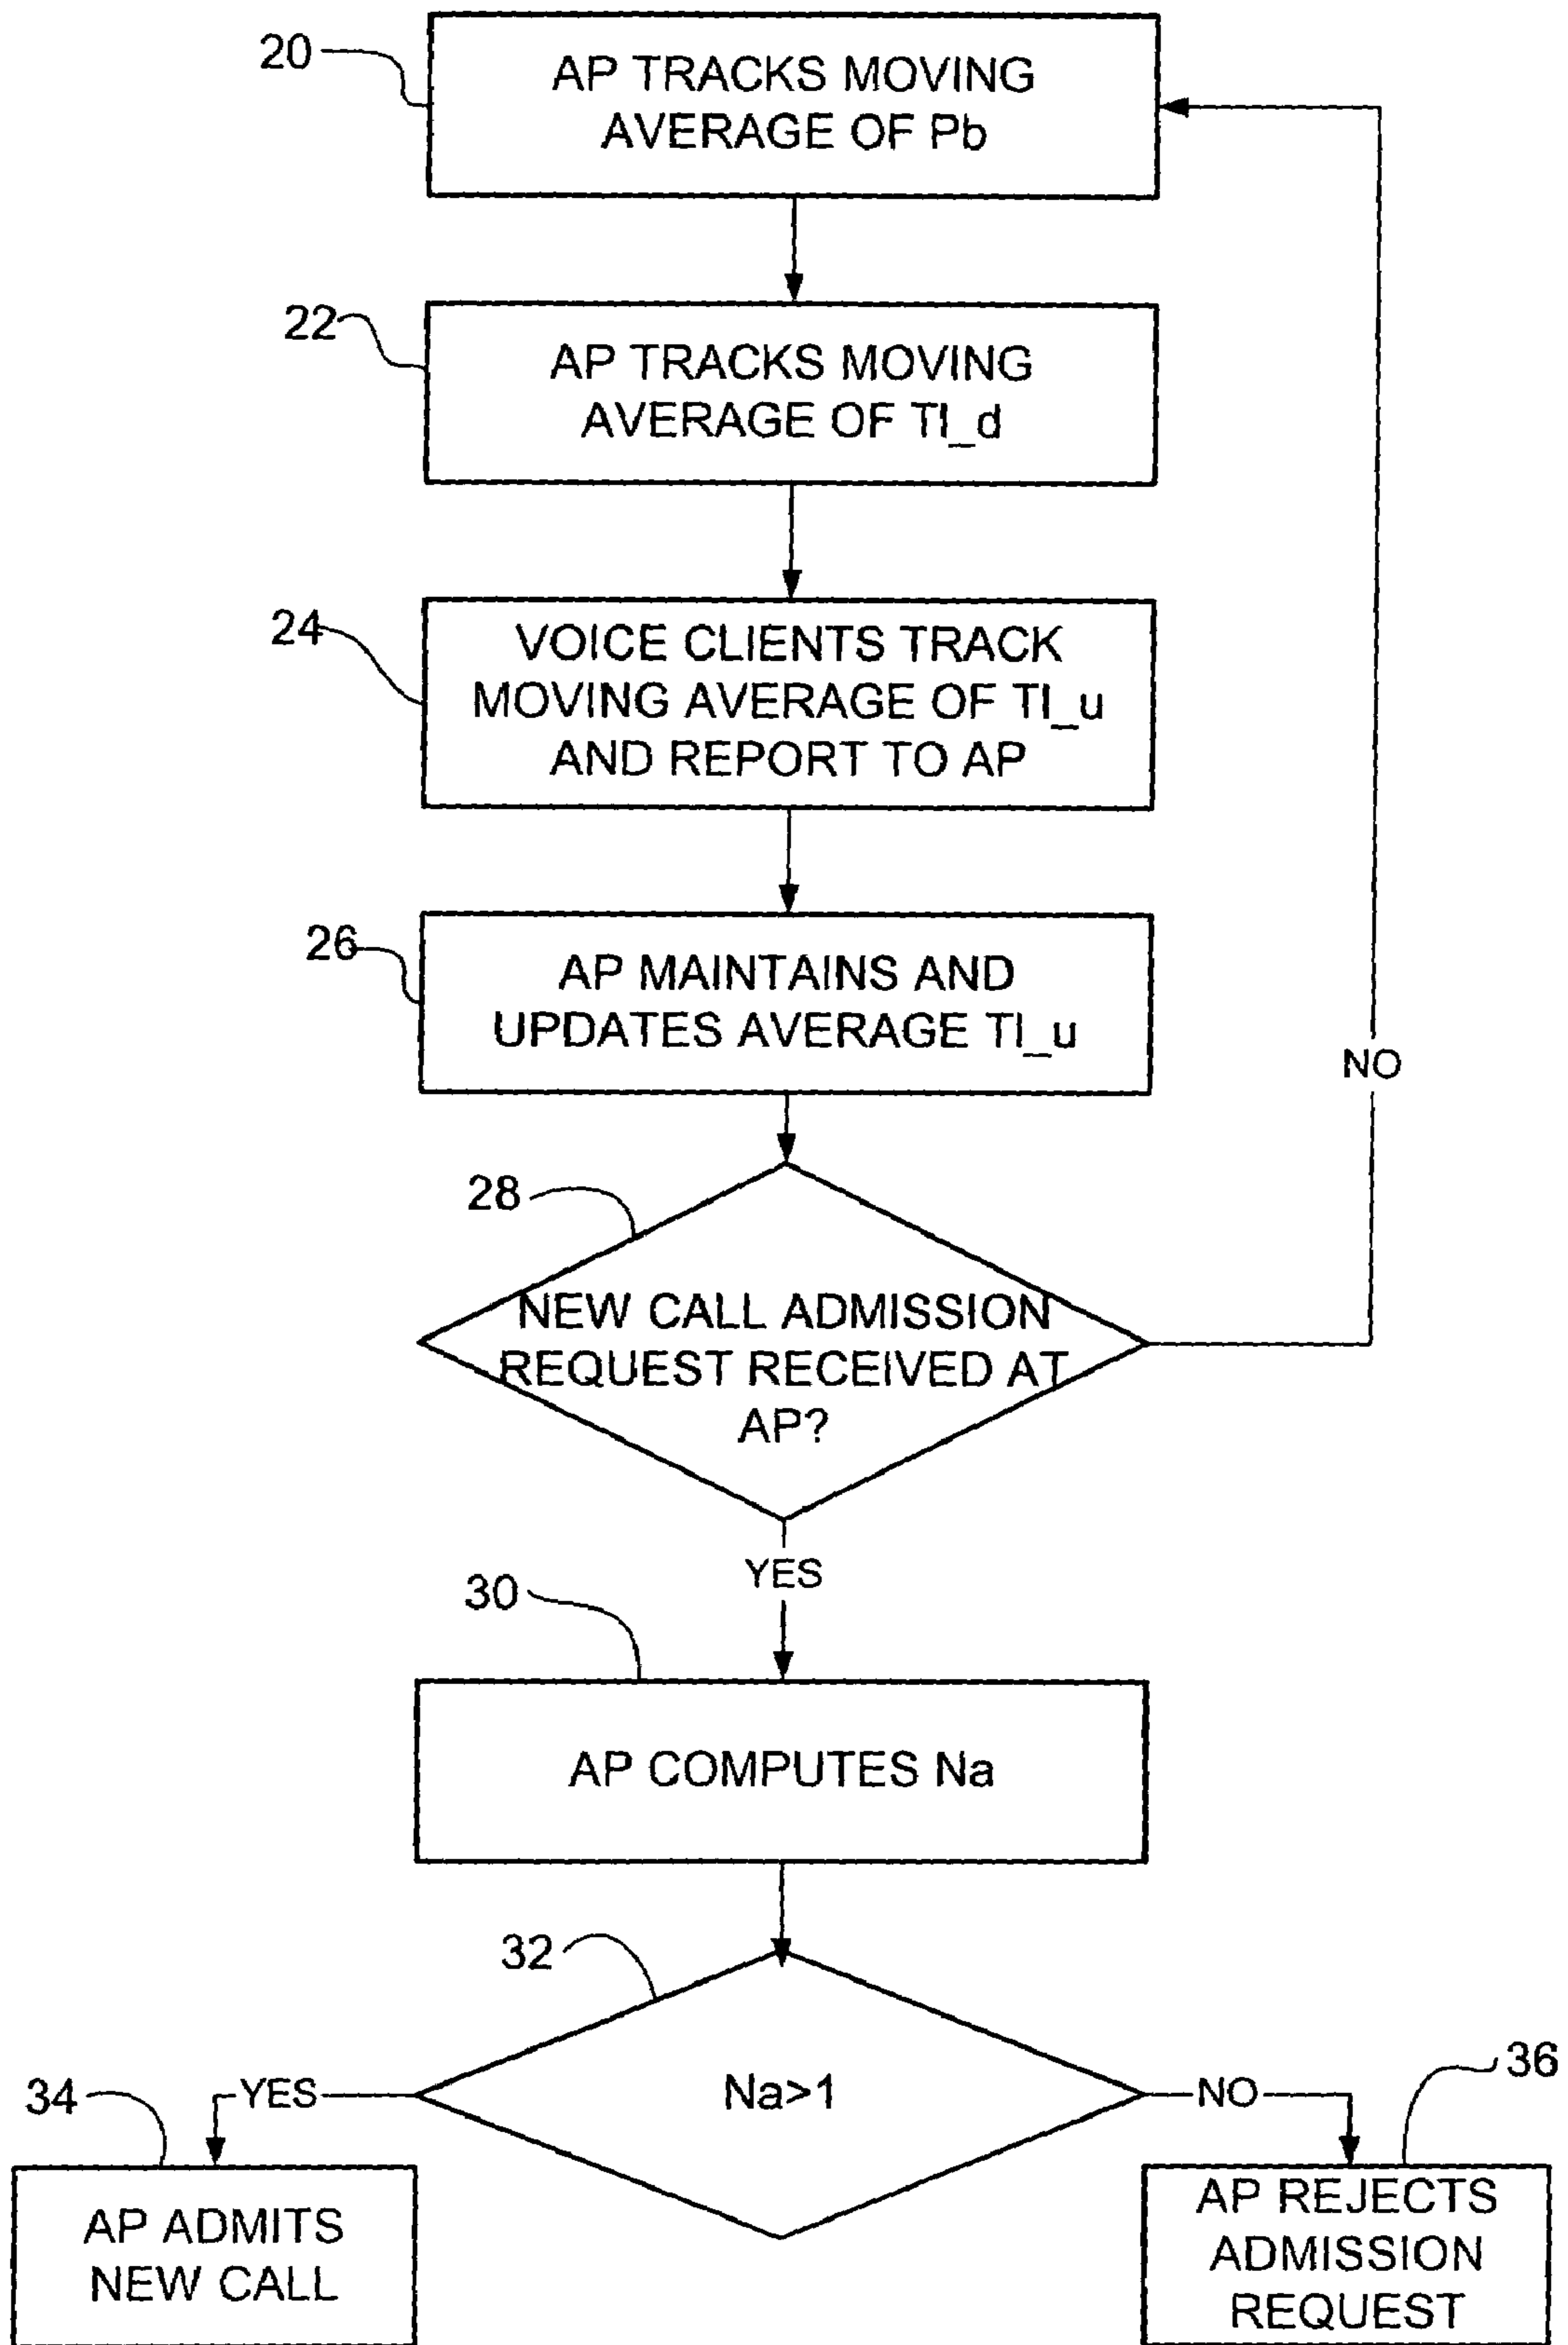 20
AP TRACKS MOVING
AVERAGE OF Pb
22
AP TRACKS MOVING
AVERAGE OF TI_d
24
VOICE CLIENTS TRACK
MOVING AVERAGE OF TI_u
AND REPORT TO AP
26
AP MAINTAINS AND
UPDATES AVERAGE TI_u
NO
28
NEW CALL ADMISSION
REQUEST RECEIVED AT
AP?
YES
30
AP COMPUTES Na
32
Na>1
YES
NO
34
36
AP ADMITS
NEW CALL
AP REJECTS
ADMISSION
REQUEST